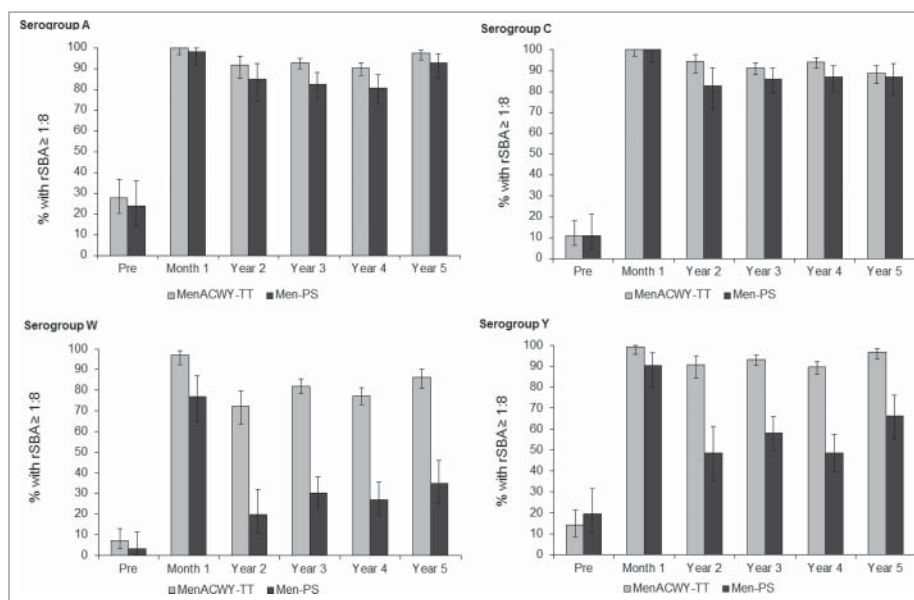 Serogroup A
% with rSBA ≥ 1:8
100
90
80
70
60
50
40
30
20
10
0
Pre Month 1 Year 2 Year 3 Year 4 Year 5
MenACWY-TT Men-PS
Serogroup C
% with rSBA ≥ 1:8
100
90
80
70
60
50
40
30
20
10
0
Pre Month 1 Year 2 Year 3 Year 4 Year 5
MenACWY-TT Men-PS
Serogroup W
% with rSBA ≥ 1:8
100
90
80
70
60
50
40
30
20
10
0
Pre Month 1 Year 2 Year 3 Year 4 Year 5
MenACWY-TT Men-PS
Serogroup Y
% with rSBA ≥ 1:8
100
90
80
70
60
50
40
30
20
10
0
Pre Month 1 Year 2 Year 3 Year 4 Year 5
MenACWY-TT Men-PS